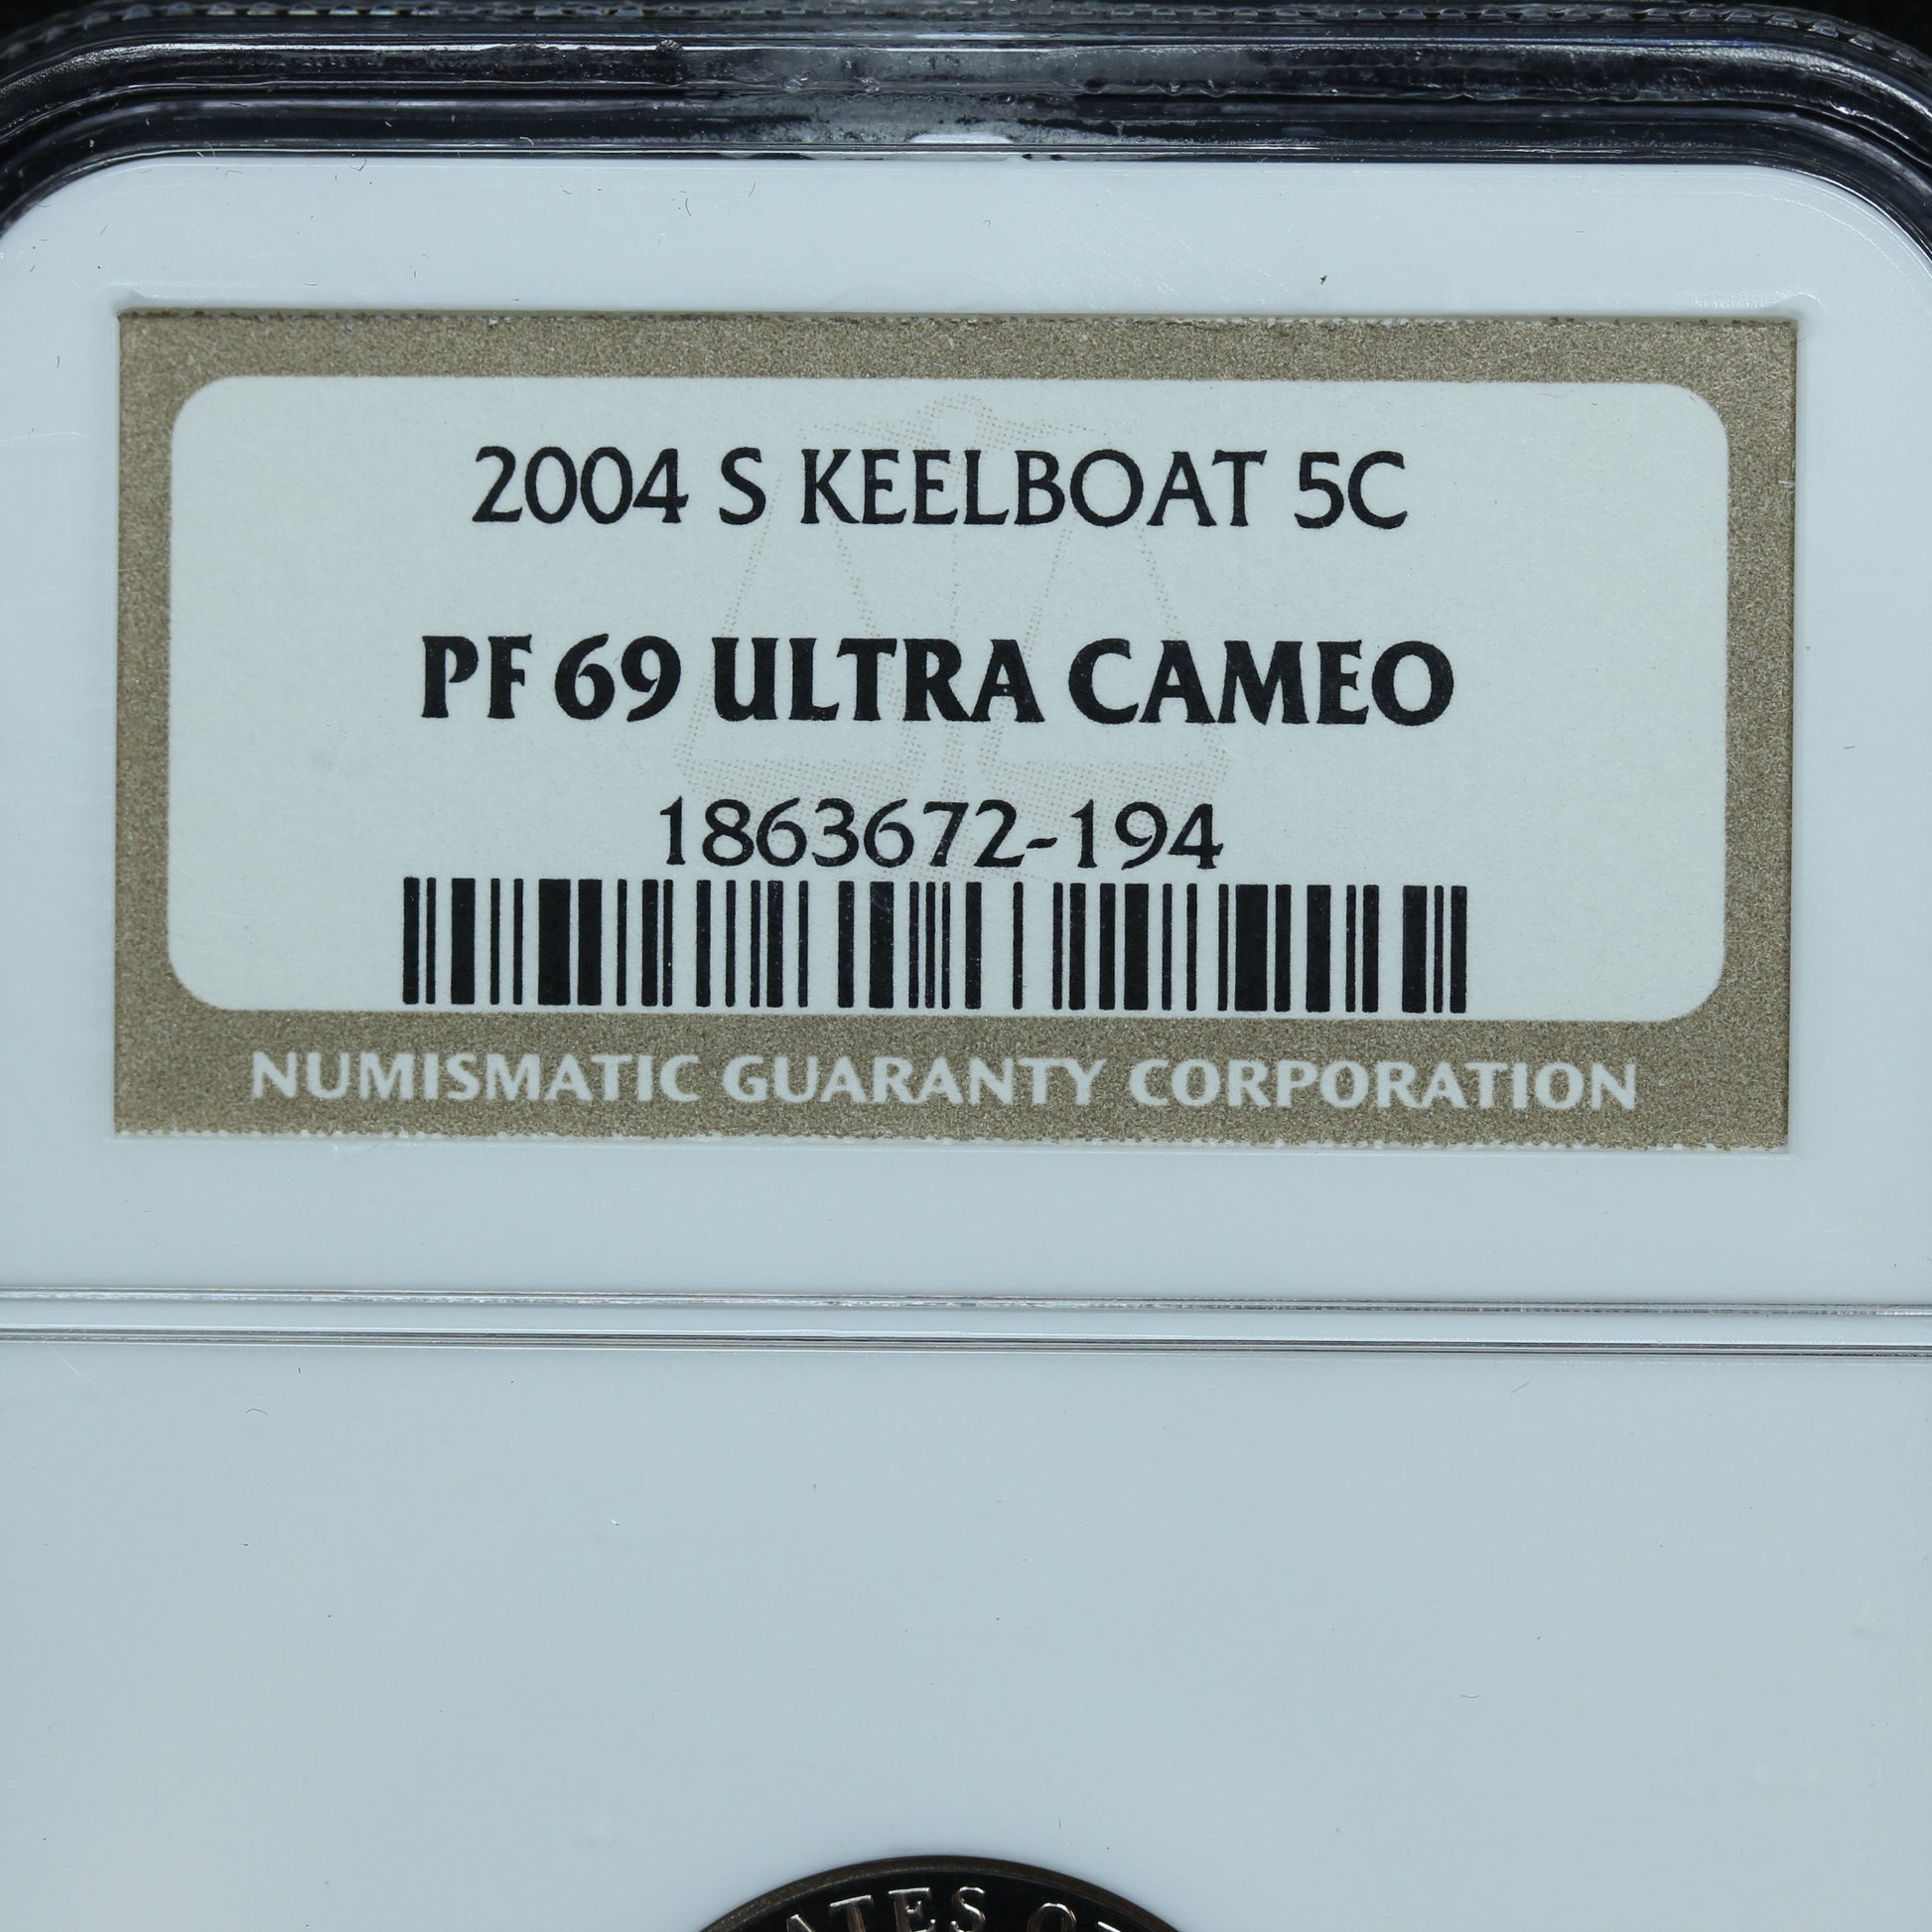 2004 S KEELBOAT 5C
PF 69 ULTRA CAMEO
1863672-194
NUMISMATIC GUARANTY CORPORATION